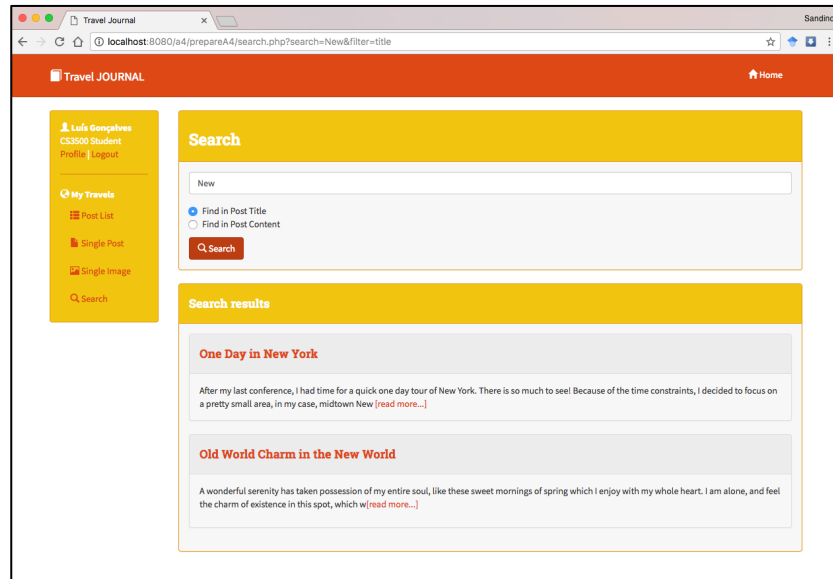 Travel Journal
Sandino
localhost:8080/a4/prepareA4/search.php?search=New&filter=title
Travel JOURNAL
Home
Luís Gonçalves
CS3500 Student
Profile | Logout
My Travels
Post List
Single Post
Single Image
Search
Search
New
Find in Post Title
Find in Post Content
Search
Search results
One Day in New York
After my last conference, I had time for a quick one day tour of New York. There is so much to see! Because of the time constraints, I decided to focus on
a pretty small area, in my case, midtown New [read more...]
Old World Charm in the New World
A wonderful serenity has taken possession of my entire soul, like these sweet mornings of spring which I enjoy with my whole heart. I am alone, and feel
the charm of existence in this spot, which w[read more...]